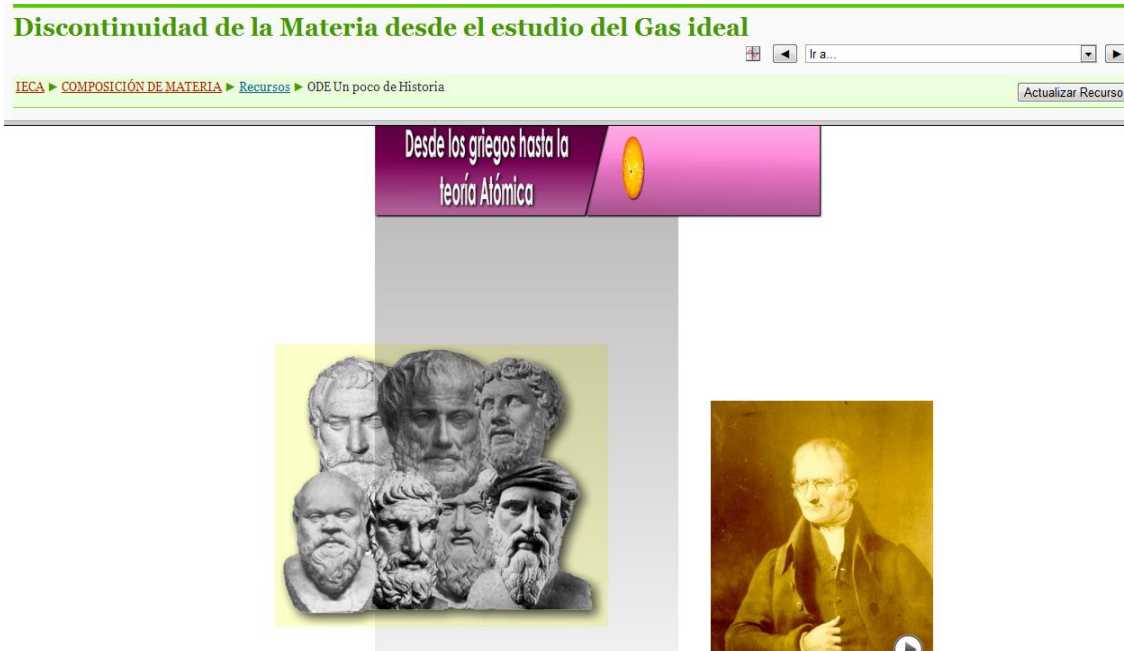 Discontinuidad de la Materia desde el estudio del Gas ideal
Ir a...
IECA ► COMPOSICIÓN DE MATERIA ► Recursos ► ODE Un poco de Historia
Actualizar Recurso
Desde los griegos hasta la
teoría Atómica